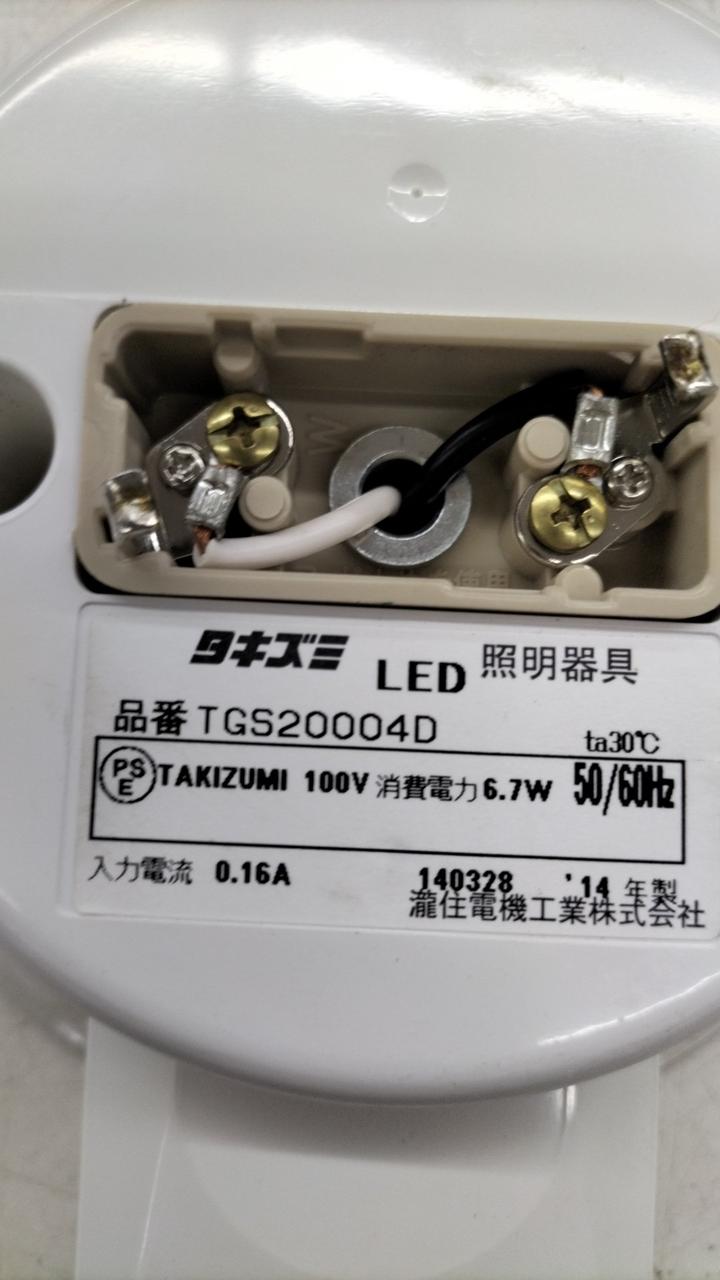 W
使用
タキズミ LED 照明器具
品番 TGS20004D ta30℃
PSE TAKIZUMI 100V 消費電力 6.7W 50/60Hz
入力電流 0.16A 140328 '14 年製
瀧住電機工業株式会社